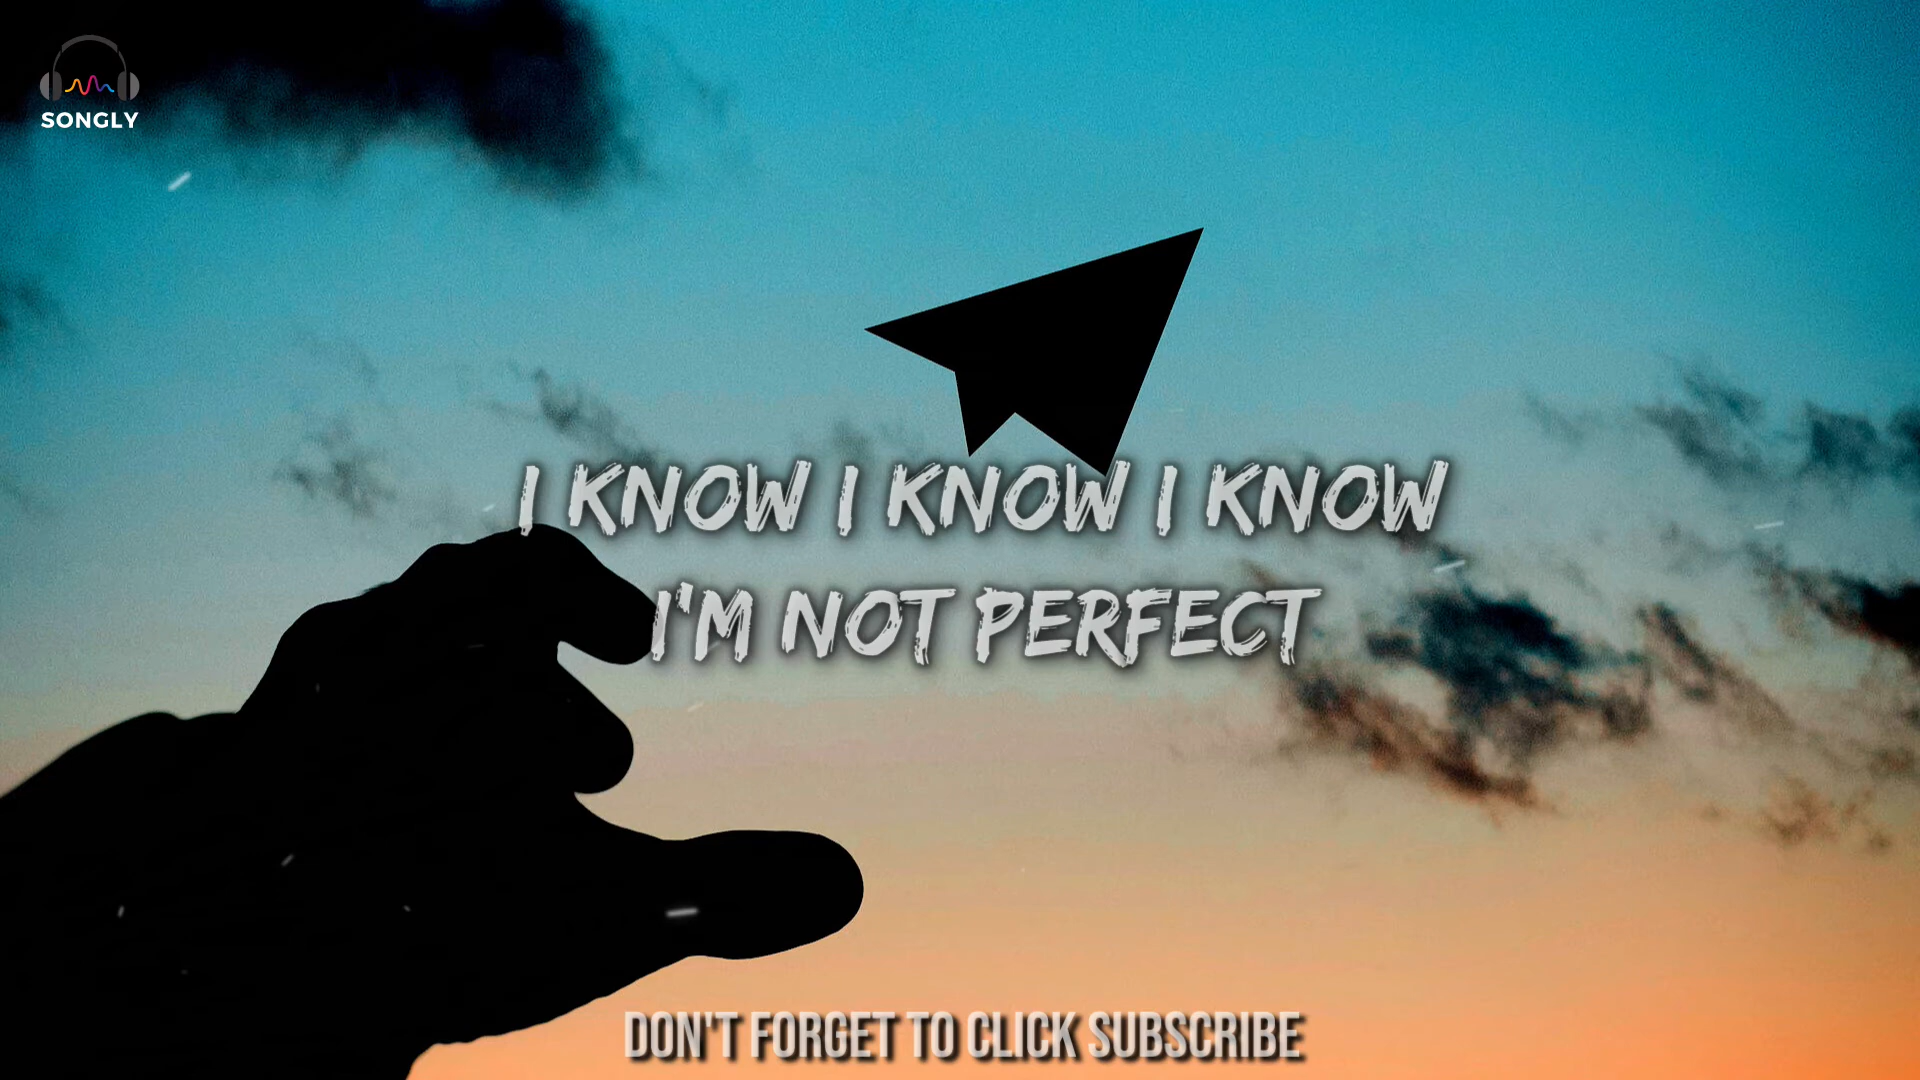 SONGLY
I KNOW I KNOW I KNOW
I'M NOT PERFECT
DON'T FORGET TO CLICK SUBSCRIBE